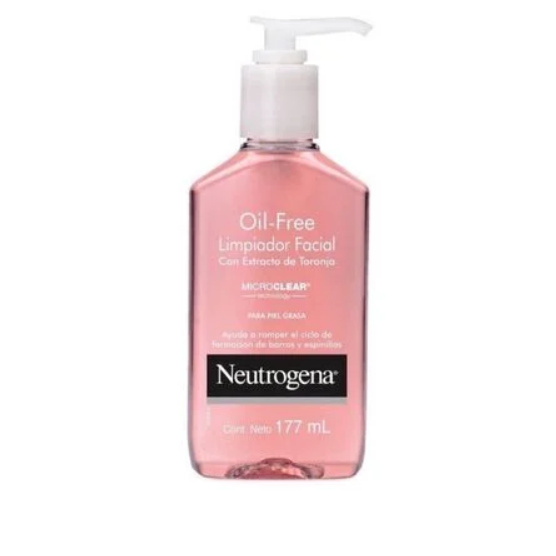 Oil-Free
Limpiador Facial
Con Extracto de Toronja
MICROCLEAR®
technology
PARA PIEL GRASA
Ayuda a romper el ciclo de
formación de barros y espinillas
Neutrogena®
Cont. Neto 177 mL